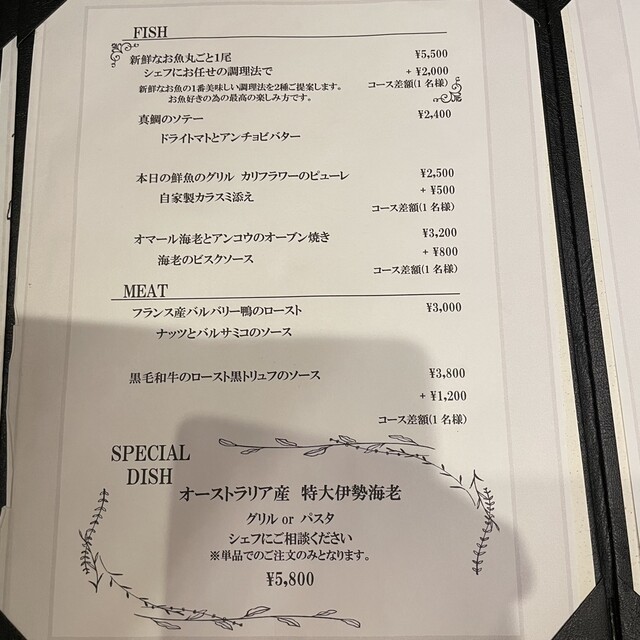 FISH
新鮮なお魚丸ごと1尾 ¥5,500
シェフにお任せの調理法で + ¥2,000
新鮮なお魚の1番美味しい調理法を2種ご提案します。 コース差額(1 名様)
お魚好きの為の最高の楽しみ方です。
真鯛のソテー ¥2,400
ドライトマトとアンチョビバター
本日の鮮魚のグリル カリフラワーのピューレ ¥2,500
自家製カラスミ添え + ¥500
コース差額(1 名様)
オマール海老とアンコウのオーブン焼き ¥3,200
海老のビスクソース + ¥800
コース差額(1 名様)
MEAT
フランス産バルバリー鴨のロースト ¥3,000
ナッツとバルサミコのソース
黒毛和牛のロースト黒トリュフのソース ¥3,800
+ ¥1,200
コース差額(1 名様)
SPECIAL
DISH
オーストラリア産 特大伊勢海老
グリル or パスタ
シェフにご相談ください
※単品でのご注文のみとなります。
¥5,800